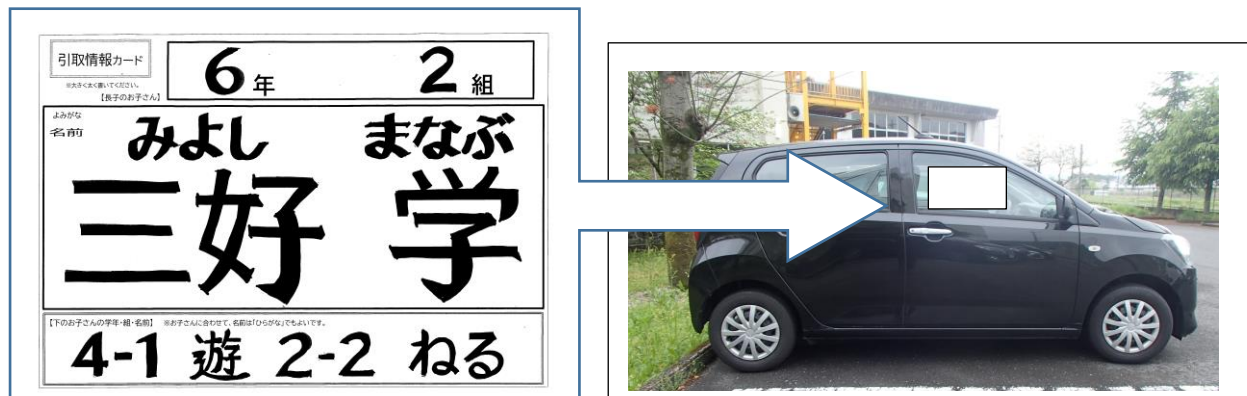 引取情報カード
※大きく太く書いてください。
【長子のお子さん】
6年 2組
よみがな
名前
みよし まなぶ
三好 学
【下のお子さんの学年・組・名前】 ※お子さんに合わせて、名前は「ひらがな」でもよいです。
4-1 遊 2-2 ねる